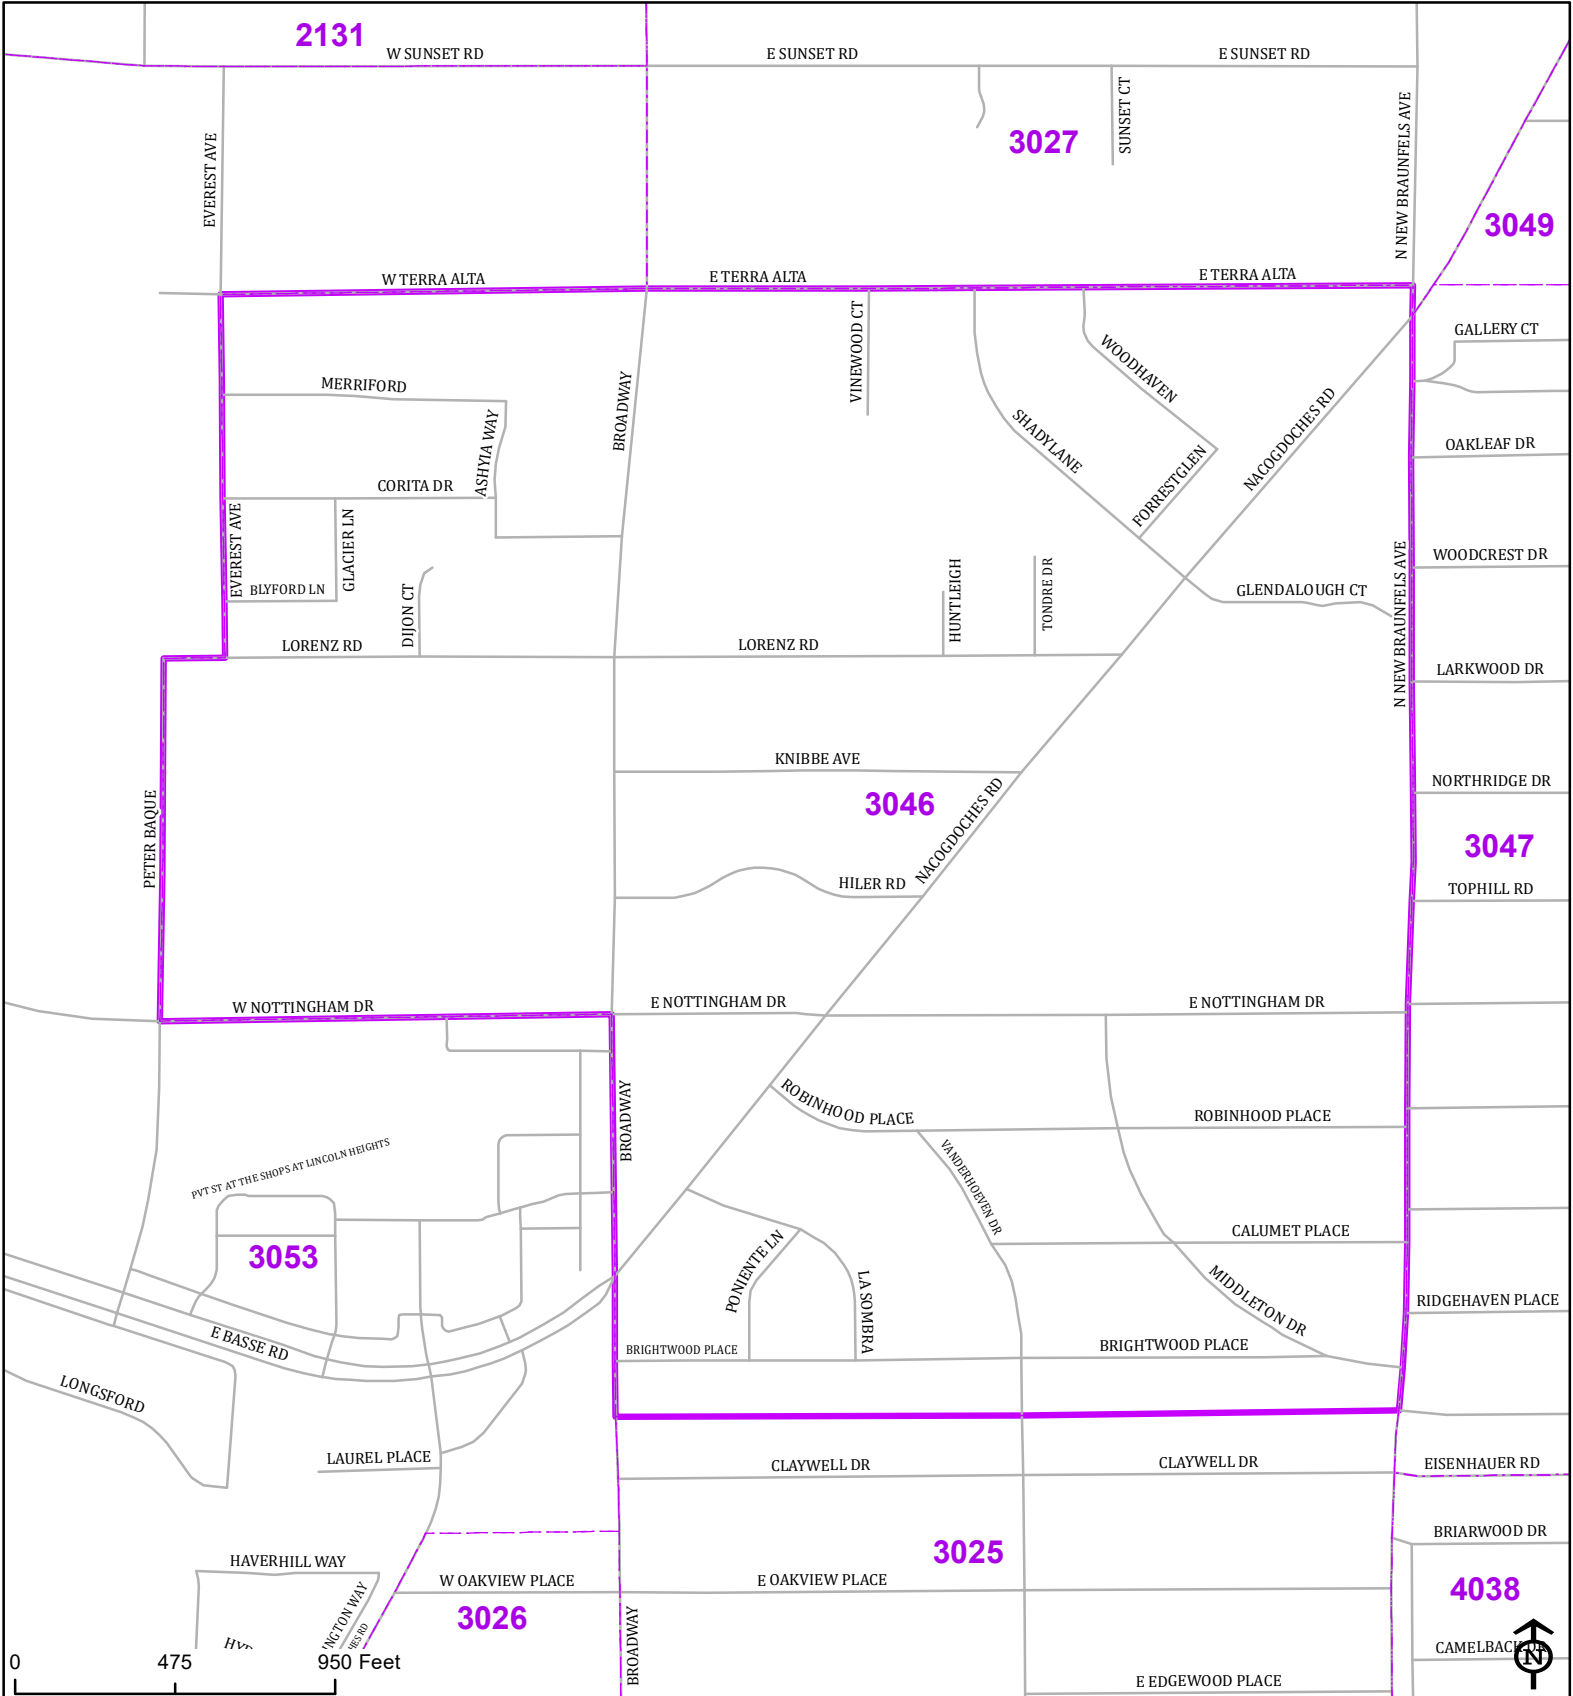 2131
W SUNSET RD
E SUNSET RD
E SUNSET RD
EVEREST AVE
3027
SUNSET CT
N NEW BRAUNFELS AVE
3049
W TERRA ALTA
E TERRA ALTA
E TERRA ALTA
MERRIFORD
ASHYIA WAY
BROADWAY
VINEWOOD CT
WOODHAVEN
SHADYLANE
FORRESTGLEN
NACOGDOCHES RD
GALLERY CT
OAKLEAF DR
CORITA DR
EVEREST AVE
GLACIER LN
BLYFORD LN
DIJON CT
LORENZ RD
LORENZ RD
HUNTLEIGH
TONDRE DR
GLENDALOUGH CT
N NEW BRAUNFELS AVE
WOODCREST DR
LARKWOOD DR
PETER BAQUE
KNIBBE AVE
3046
NACOGDOCHES RD
HILER RD
NORTHRIDGE DR
3047
TOPHILL RD
W NOTTINGHAM DR
E NOTTINGHAM DR
E NOTTINGHAM DR
BROADWAY
ROBINHOOD PLACE
ROBINHOOD PLACE
PVT ST AT THE SHOPS AT LINCOLN HEIGHTS
VANDERHOEVEN DR
3053
PONIENTE LN
LA SOMBRA
CALUMET PLACE
MIDDLETON DR
RIDGEHAVEN PLACE
E BASSE RD
BRIGHTWOOD PLACE
BRIGHTWOOD PLACE
LONGSFORD
LAUREL PLACE
CLAYWELL DR
CLAYWELL DR
EISENHAUER RD
3025
BRIARWOOD DR
HAVERHILL WAY
W OAKVIEW PLACE
E OAKVIEW PLACE
3026
4038
INGTON WAY
HES RD
BROADWAY
CAMELBACK DR
N
E EDGEWOOD PLACE
0
475
950 Feet